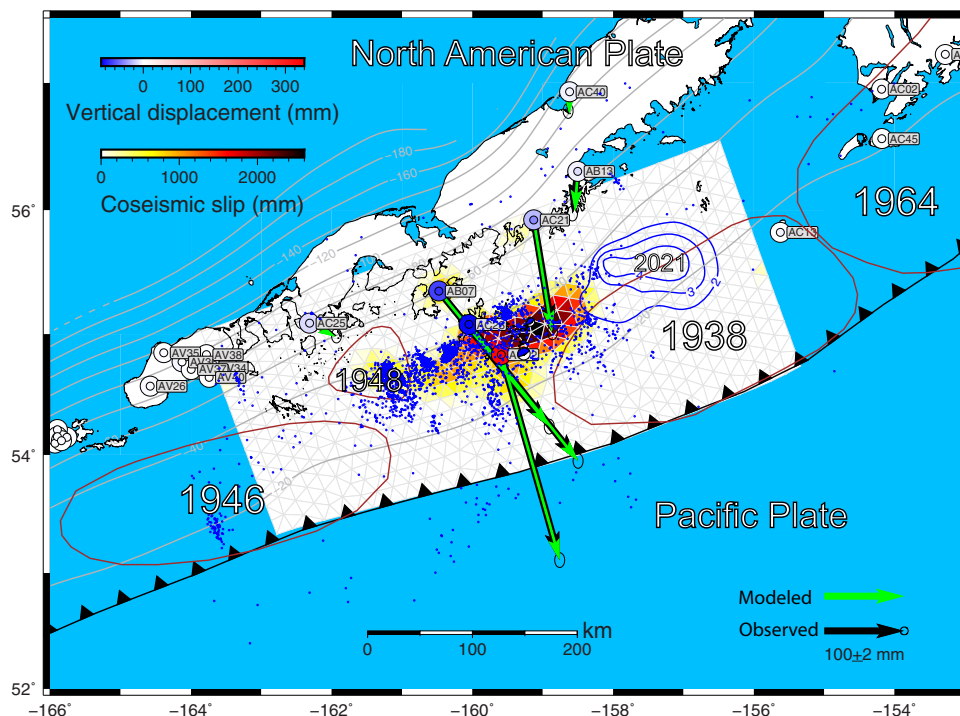 North American Plate
0 100 200 300
Vertical displacement (mm)
0 1000 2000
Coseismic slip (mm)
AC40
AC02
AC45
AC13
AB13
AC21
AB07
AC25
AV35
AV38
AV34
AV40
AV26
-180
-160
-140
-120
-40
-20
1964
2021
3
2
1938
1948
1946
Pacific Plate
Modeled
Observed
100±2 mm
km
0 100 200
56°
54°
52°
−166° −164° −162° −160° −158° −156° −154°